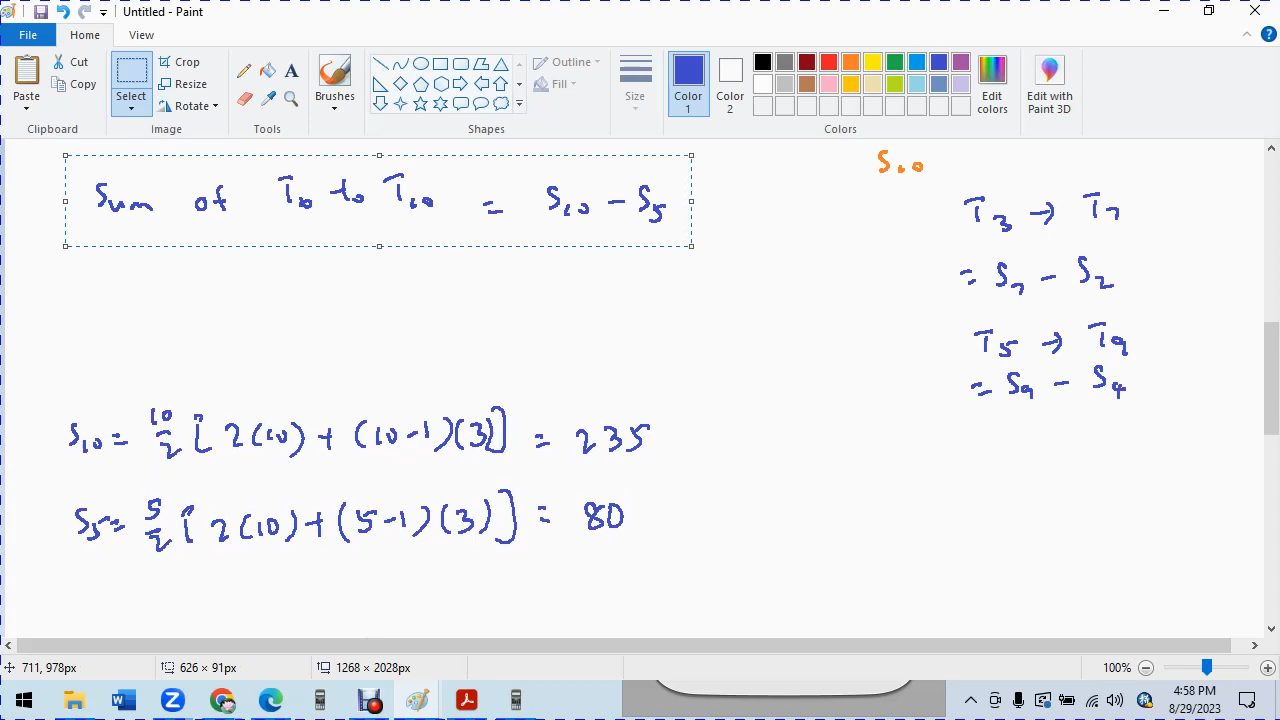 Untitled - Paint
File Home View
Paste Cut Copy Clipboard
Select Crop Resize Rotate Image
Tools
Brushes
Outline Fill Shapes
Size
Color 1 Color 2 Edit colors Colors
Edit with Paint 3D
S10
Sum of T6 to T10 = S10 - S5
T3 → T7
= S7 - S2
T5 → T9
= S9 - S4
S10 = 10/2 [2(10) + (10-1)(3)] = 235
S5 = 5/2 [2(10) + (5-1)(3)] = 80
711, 978px 626 × 91px 1268 × 2028px 100%
4:58 PM
8/29/2023